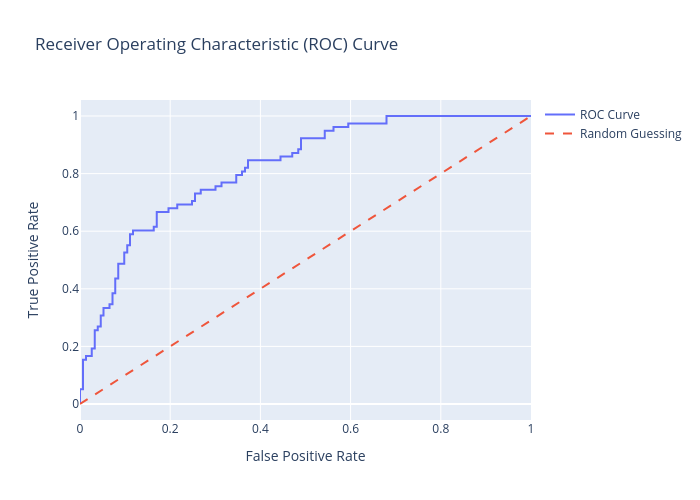 Receiver Operating Characteristic (ROC) Curve
ROC Curve
Random Guessing
True Positive Rate
1
0.8
0.6
0.4
0.2
0
0 0.2 0.4 0.6 0.8 1
False Positive Rate